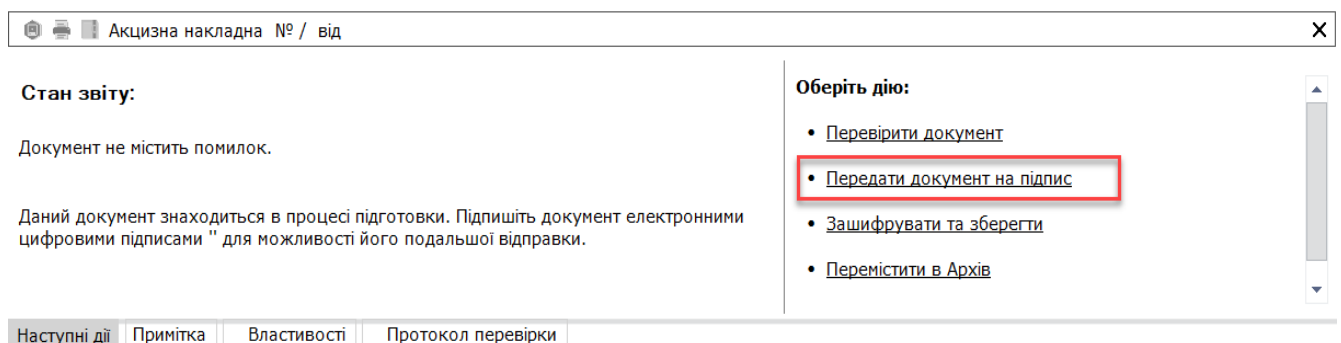 Акцизна накладна № / від
Стан звіту:
Документ не містить помилок.
Даний документ знаходиться в процесі підготовки. Підпишіть документ електронними
цифровими підписами " для можливості його подальшої відправки.
Оберіть дію:
• Перевірити документ
• Передати документ на підпис
• Зашифрувати та зберегти
• Перемістити в Архів
Наступні дії Примітка Властивості Протокол перевірки